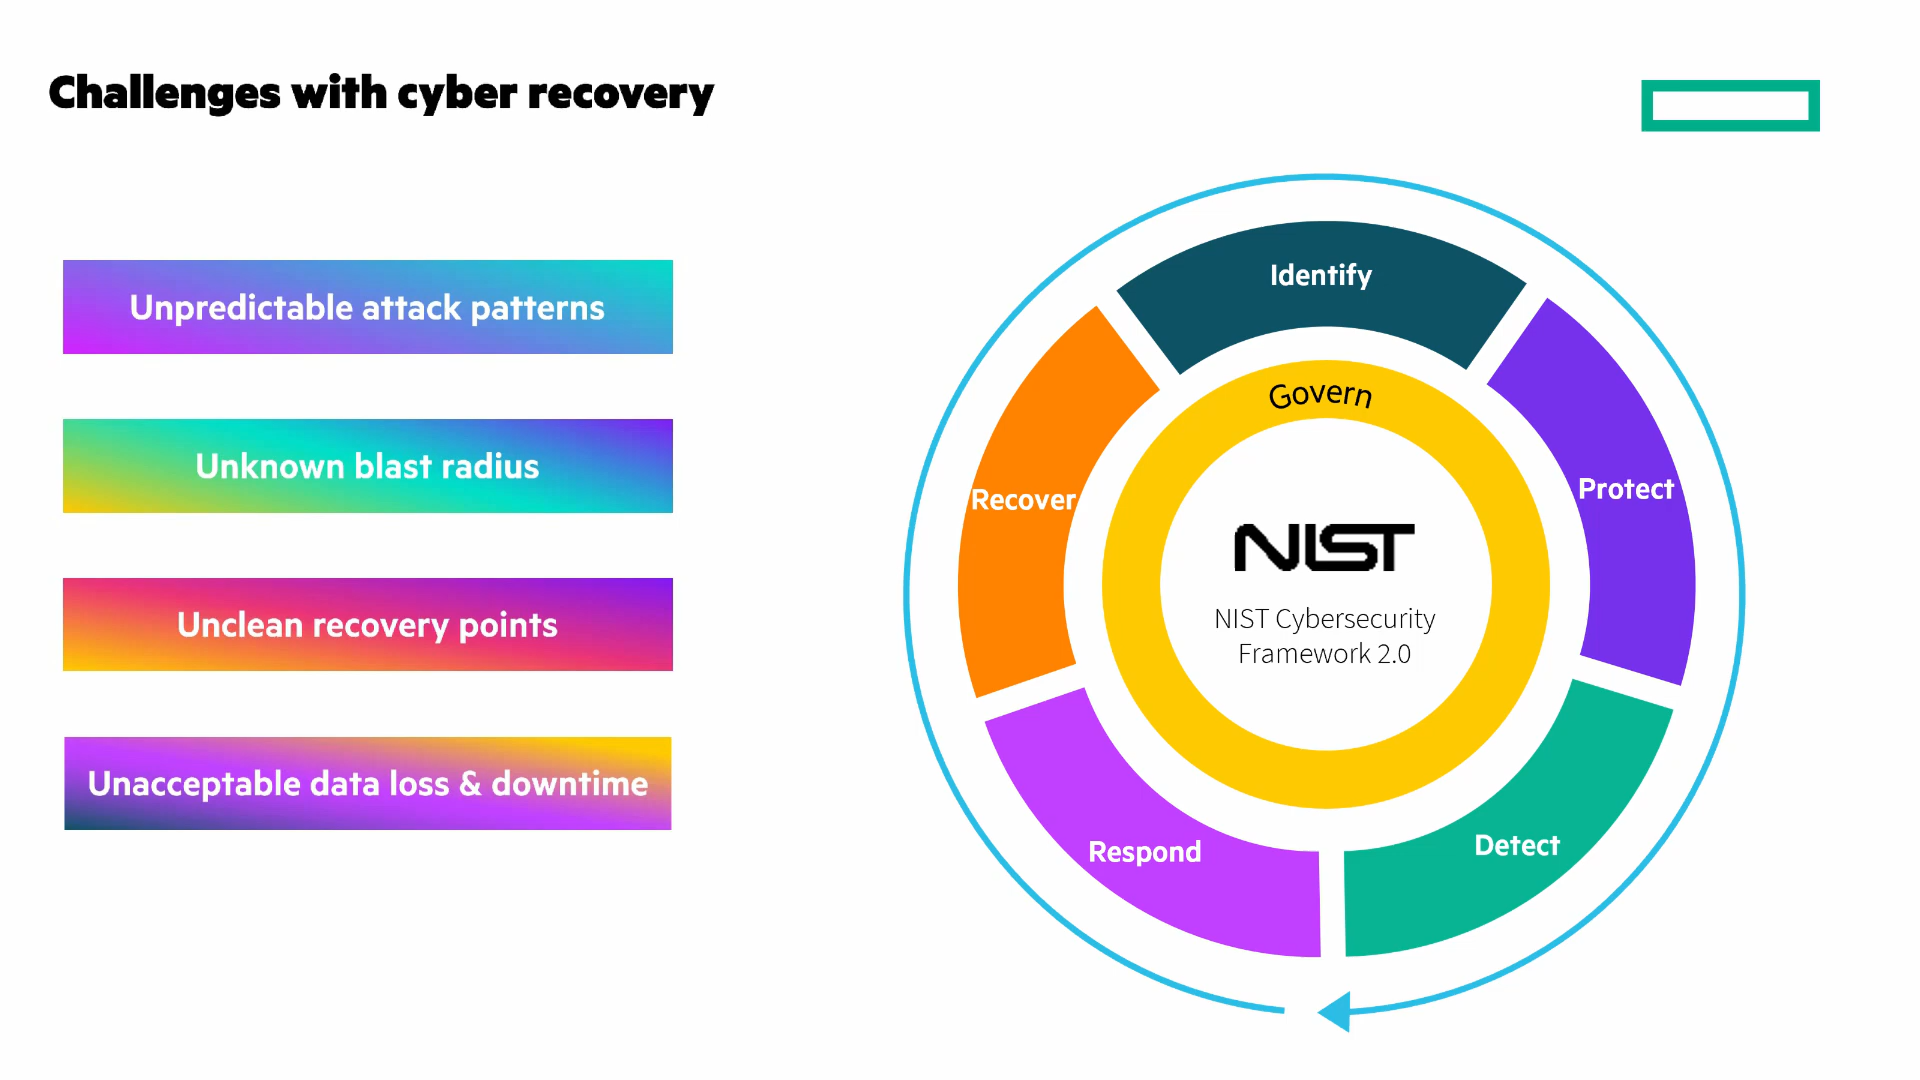 Challenges with cyber recovery
Unpredictable attack patterns
Unknown blast radius
Unclean recovery points
Unacceptable data loss & downtime
Identify
Protect
Detect
Respond
Recover
Govern
NIST
NIST Cybersecurity
Framework 2.0